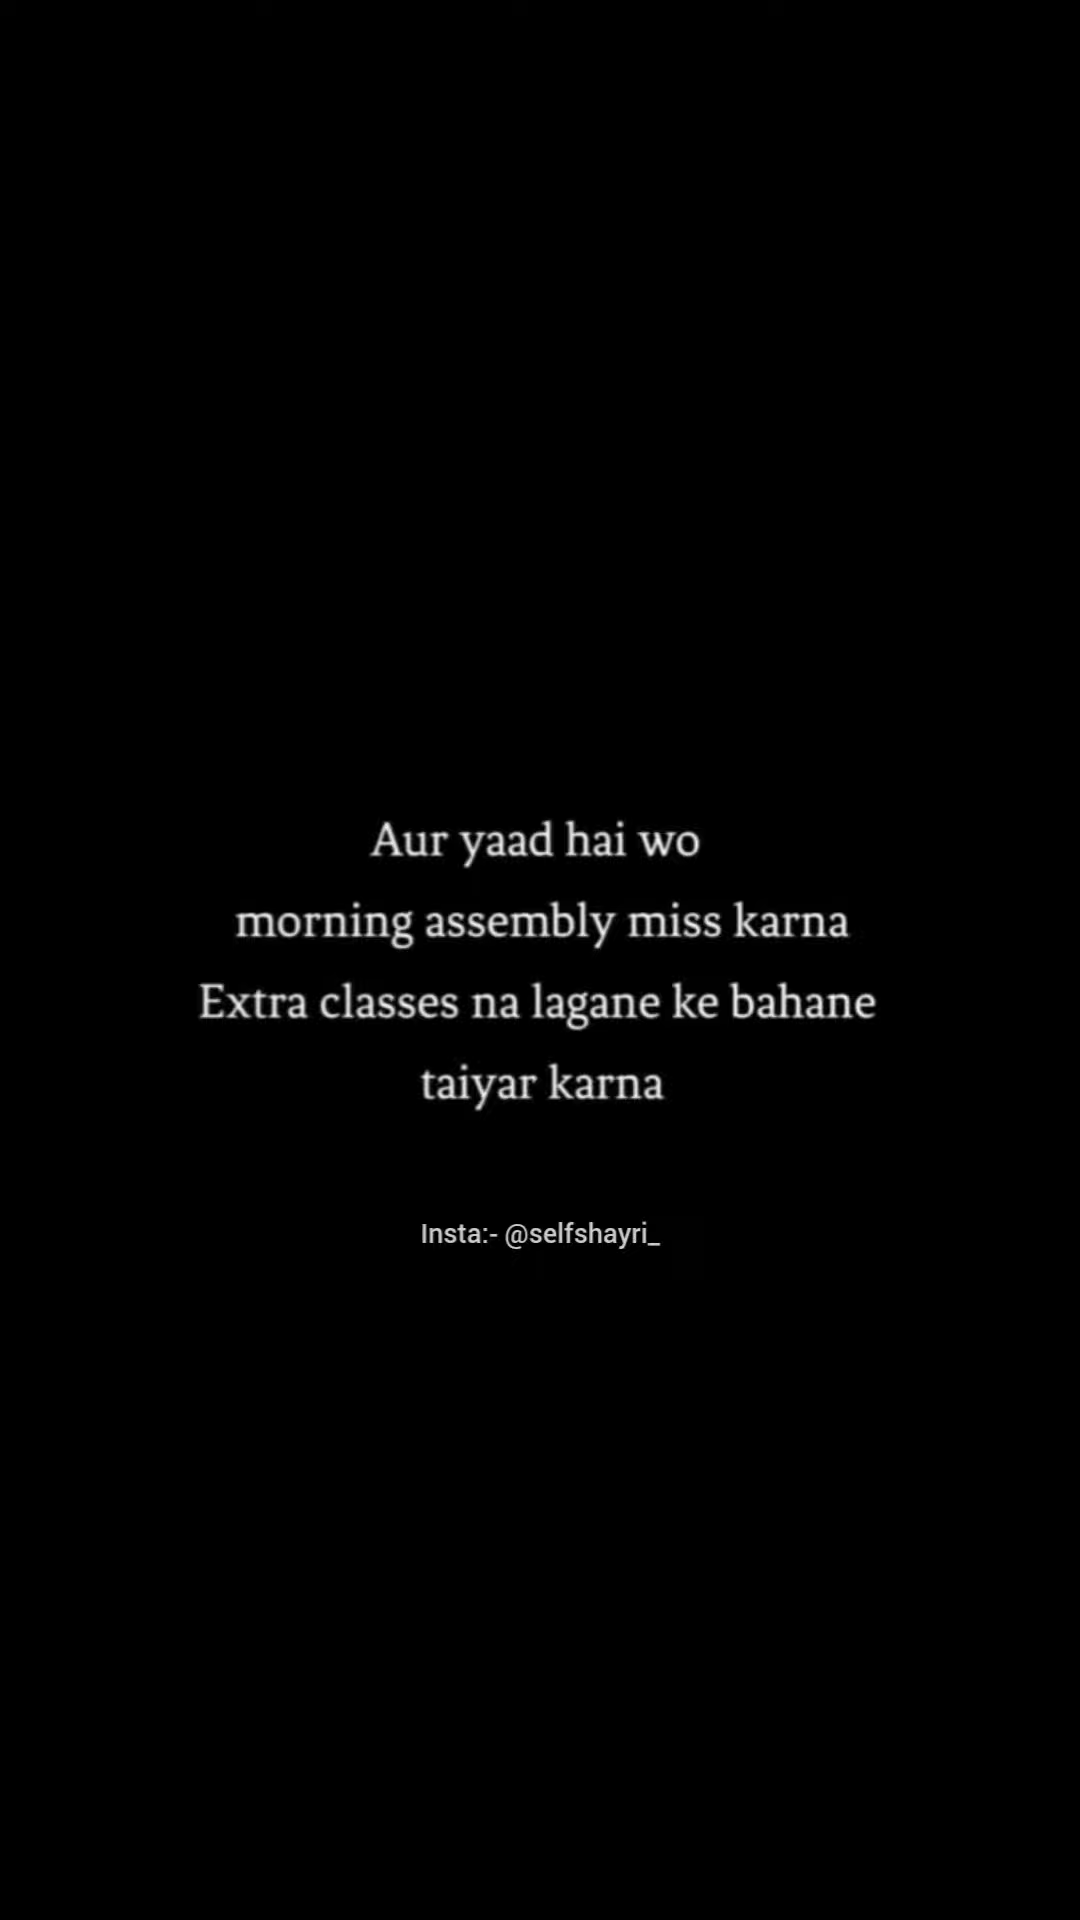 Aur yaad hai wo
morning assembly miss karna
Extra classes na lagane ke bahane
taiyar karna
Insta:- @selfshayri_